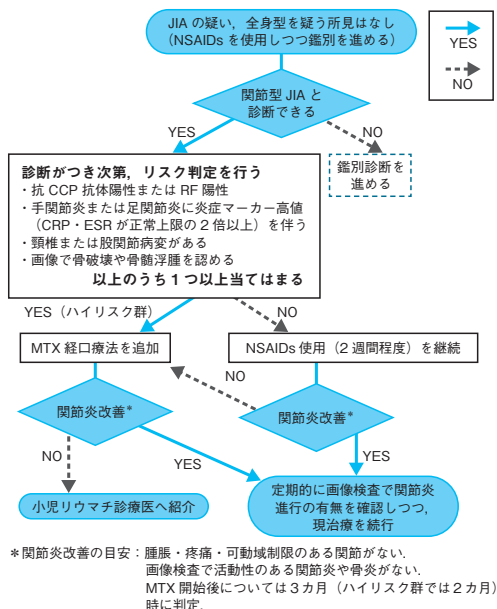 JIA の疑い，全身型を疑う所見はなし
（NSAIDs を使用しつつ鑑別を進める）
YES
NO
関節型 JIA と
診断できる
YES
NO
鑑別診断を
進める
診断がつき次第，リスク判定を行う
・抗 CCP 抗体陽性または RF 陽性
・手関節炎または足関節炎に炎症マーカー高値
（CRP・ESR が正常上限の 2 倍以上）を伴う
・頸椎または股関節病変がある
・画像で骨破壊や骨髄浮腫を認める
以上のうち 1 つ以上当てはまる
YES（ハイリスク群）
NO
MTX 経口療法を追加
NSAIDs 使用（2 週間程度）を継続
NO
関節炎改善*
関節炎改善*
NO
YES
YES
小児リウマチ診療医へ紹介
定期的に画像検査で関節炎
進行の有無を確認しつつ，
現治療を続行
＊関節炎改善の目安：腫脹・疼痛・可動域制限のある関節がない．
画像検査で活動性のある関節炎や骨炎がない．
MTX 開始後については 3 カ月（ハイリスク群では 2 カ月）
時に判定．